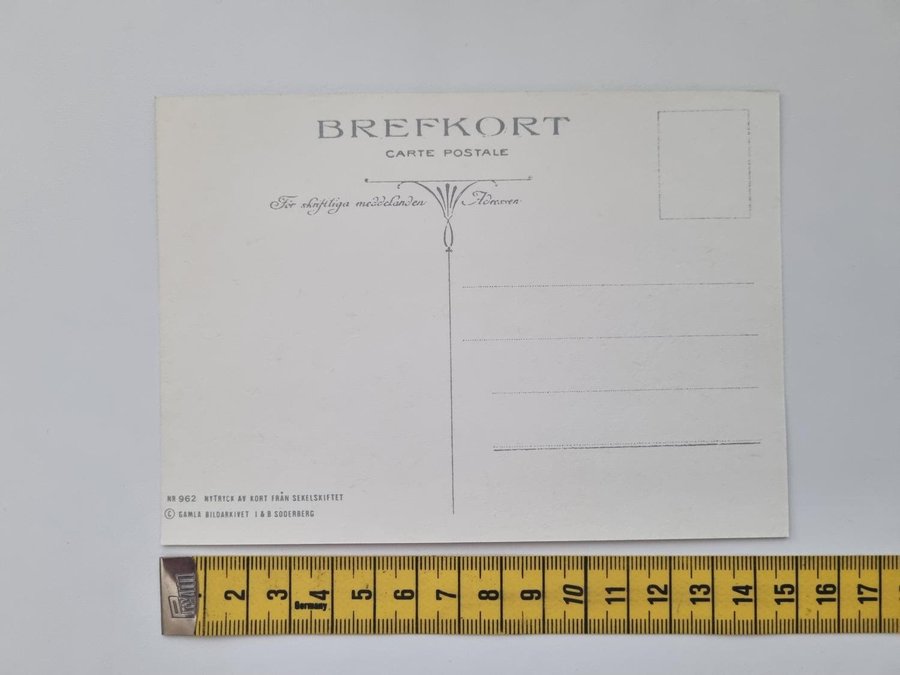 BREFKORT
CARTE POSTALE
För skriftliga meddelanden Adressen
NR 962 NYTRYCK AV KORT FRÅN SEKELSKIFTET
© GAMLA BILDARKIVET I & B SÖDERBERG
2 3 4 5 6 7 8 9 10 11 12 13 14 15 16 17
Germany